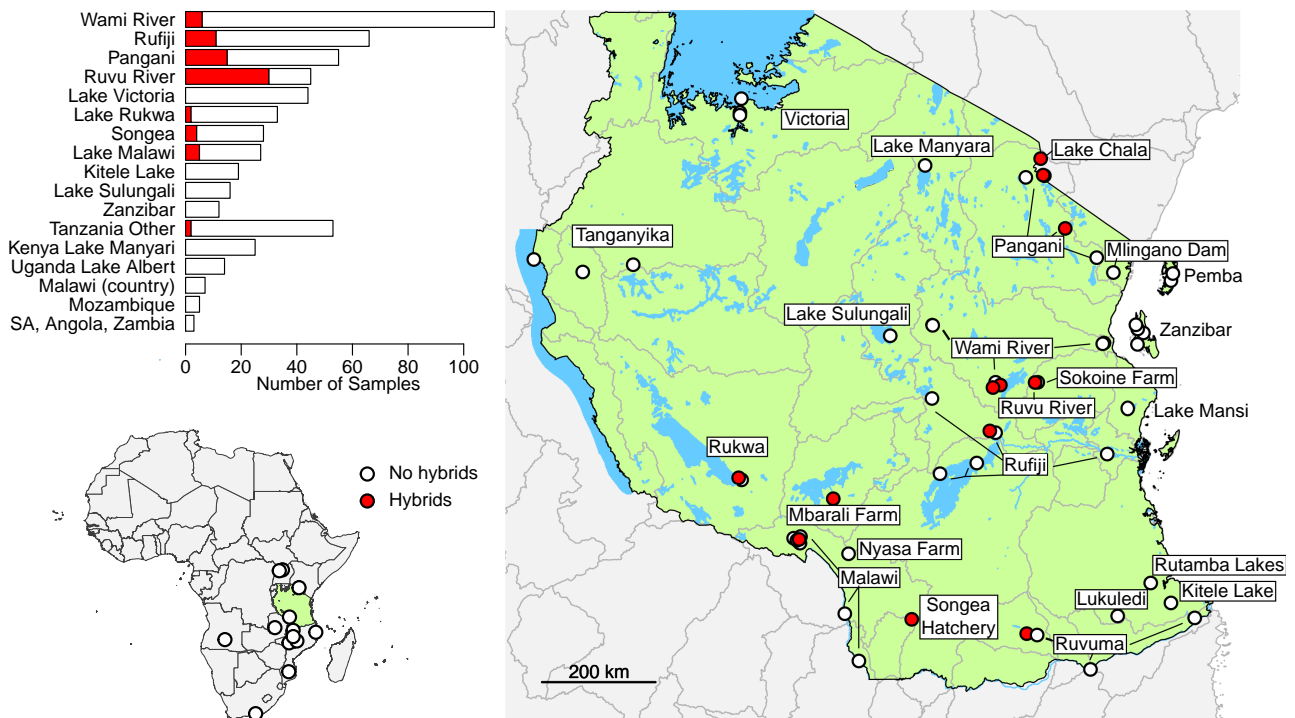 Wami River
Rufiji
Pangani
Ruvu River
Lake Victoria
Lake Rukwa
Songea
Lake Malawi
Kitele Lake
Lake Sulungali
Zanzibar
Tanzania Other
Kenya Lake Manyari
Uganda Lake Albert
Malawi (country)
Mozambique
SA, Angola, Zambia
0 20 40 60 80 100
Number of Samples
No hybrids
Hybrids
Victoria
Lake Manyara
Lake Chala
Tanganyika
Pangani
Mlingano Dam
Pemba
Lake Sulungali
Wami River
Zanzibar
Sokoine Farm
Ruvu River
Lake Mansi
Rukwa
Rufiji
Mbarali Farm
Nyasa Farm
Malawi
Rutamba Lakes
Lukuledi
Kitele Lake
Songea
Hatchery
Ruvuma
200 km